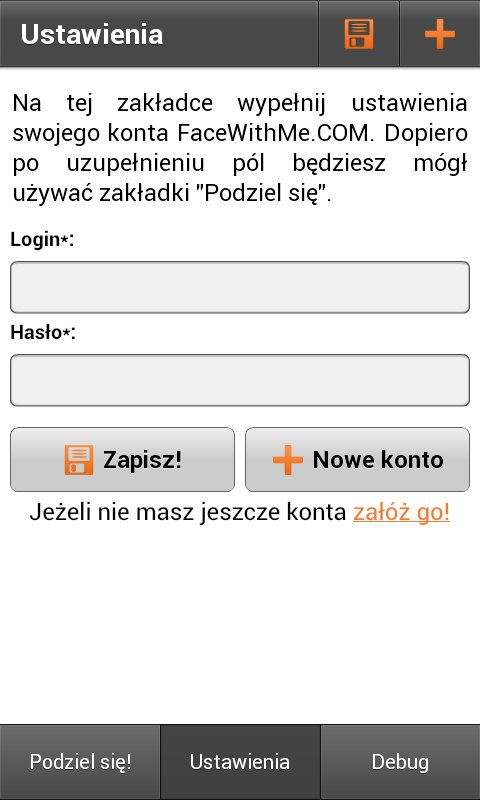 Ustawienia
Na tej zakładce wypełnij ustawienia
swojego konta FaceWithMe.COM. Dopiero
po uzupełnieniu pól będziesz mógł
używać zakładki "Podziel się".
Login*:
Hasło*:
Zapisz!
Nowe konto
Jeżeli nie masz jeszcze konta załóż go!
Podziel się!
Ustawienia
Debug